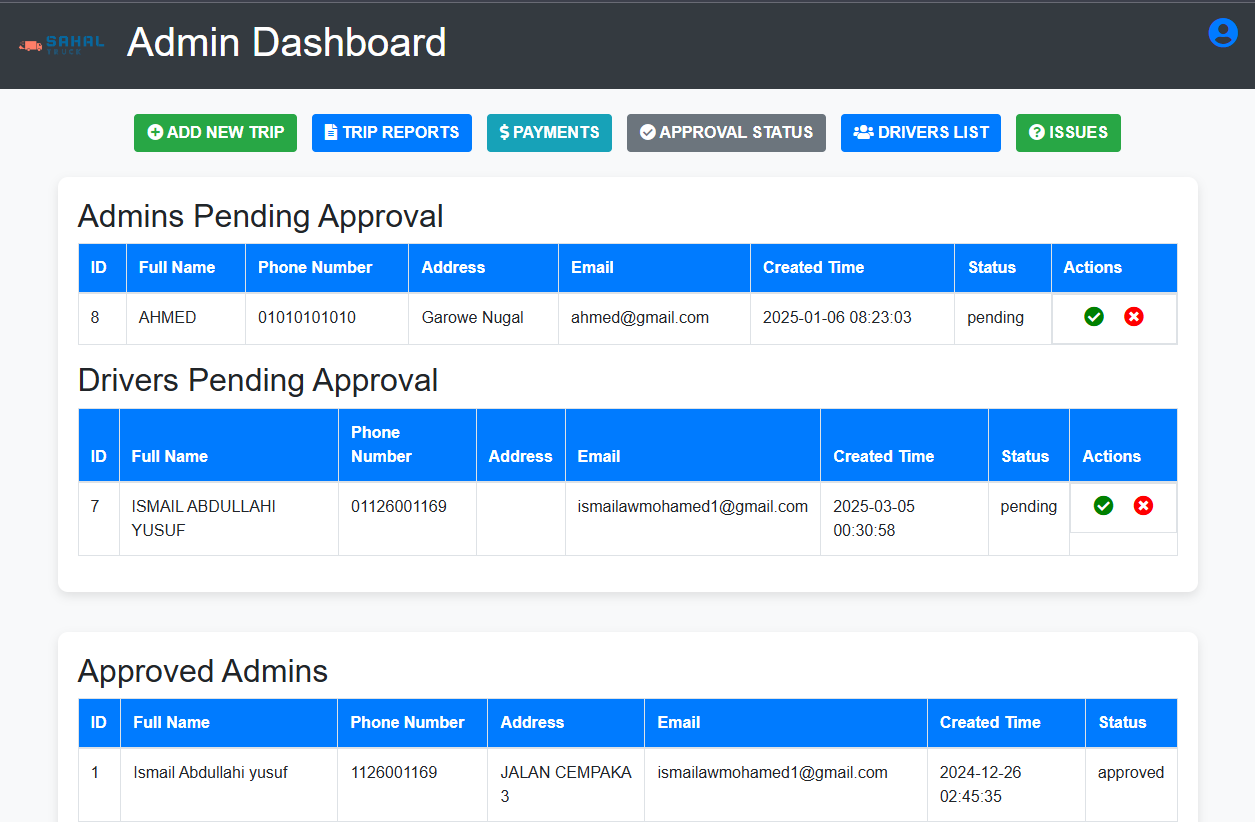 SAHAL
TRUCK
Admin Dashboard
ADD NEW TRIP TRIP REPORTS $ PAYMENTS APPROVAL STATUS DRIVERS LIST ? ISSUES
Admins Pending Approval
ID Full Name Phone Number Address Email Created Time Status Actions
8 AHMED 01010101010 Garowe Nugal ahmed@gmail.com 2025-01-06 08:23:03 pending
Drivers Pending Approval
Phone
ID Full Name Number Address Email Created Time Status Actions
7 ISMAIL ABDULLAHI 01126001169 ismailawmohamed1@gmail.com 2025-03-05 pending
YUSUF 00:30:58
Approved Admins
ID Full Name Phone Number Address Email Created Time Status
1 Ismail Abdullahi yusuf 1126001169 JALAN CEMPAKA ismailawmohamed1@gmail.com 2024-12-26 approved
3 02:45:35